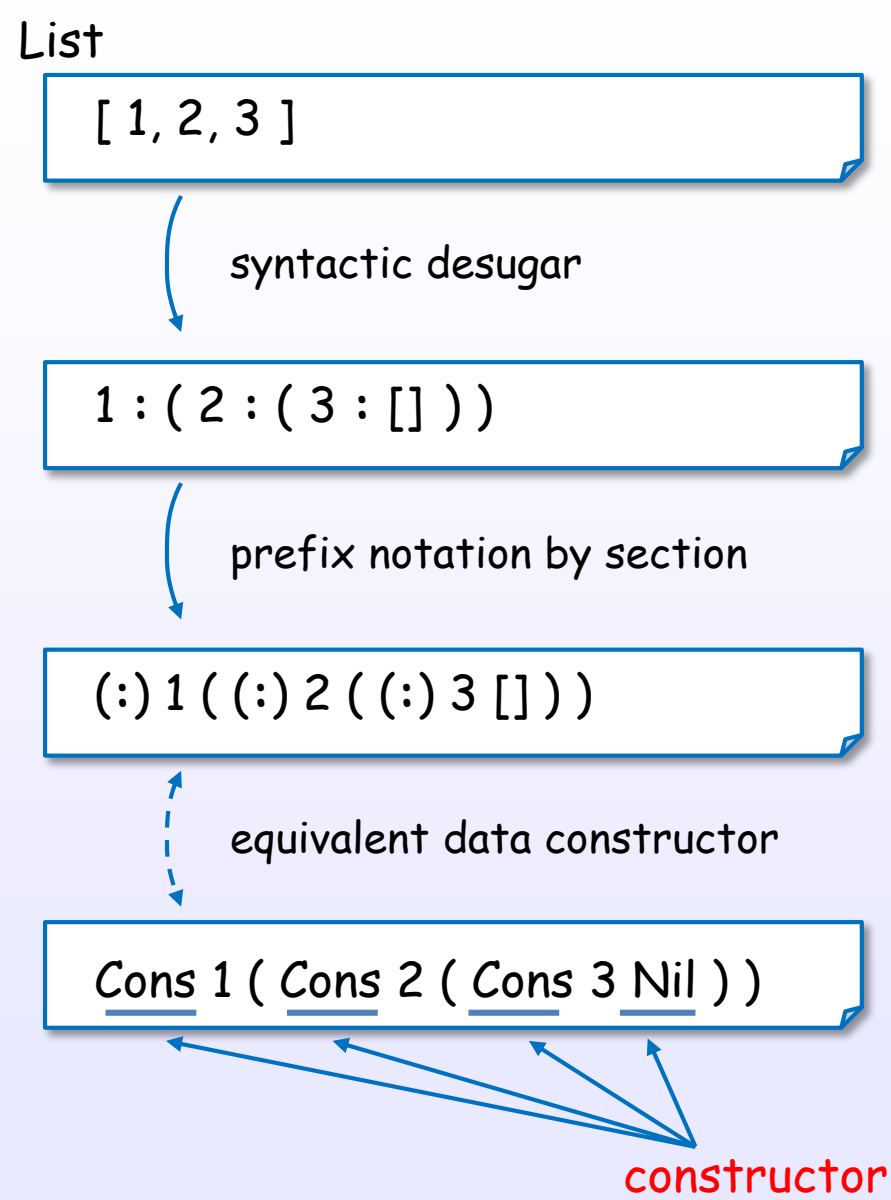 List
[ 1, 2, 3 ]
syntactic desugar
1 : ( 2 : ( 3 : [] ) )
prefix notation by section
(:) 1 ( (:) 2 ( (:) 3 [] ) )
equivalent data constructor
Cons 1 ( Cons 2 ( Cons 3 Nil ) )
constructor